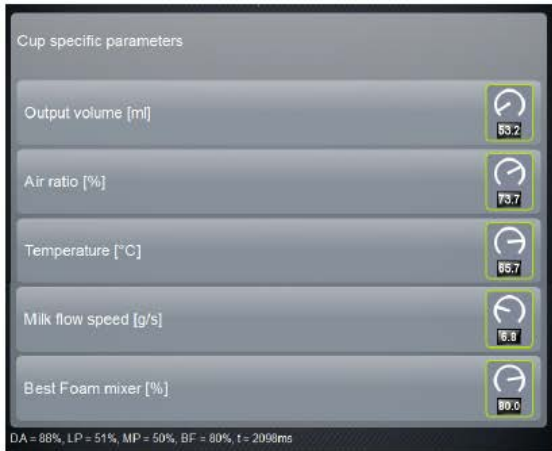 Cup specific parameters
Output volume [ml]
53.2
Air ratio [%]
73.7
Temperature [°C]
65.7
Milk flow speed [g/s]
6.8
Best Foam mixer [%]
80.0
DA = 88%, LP = 51%, MP = 50%, BF = 80%, t = 2098ms